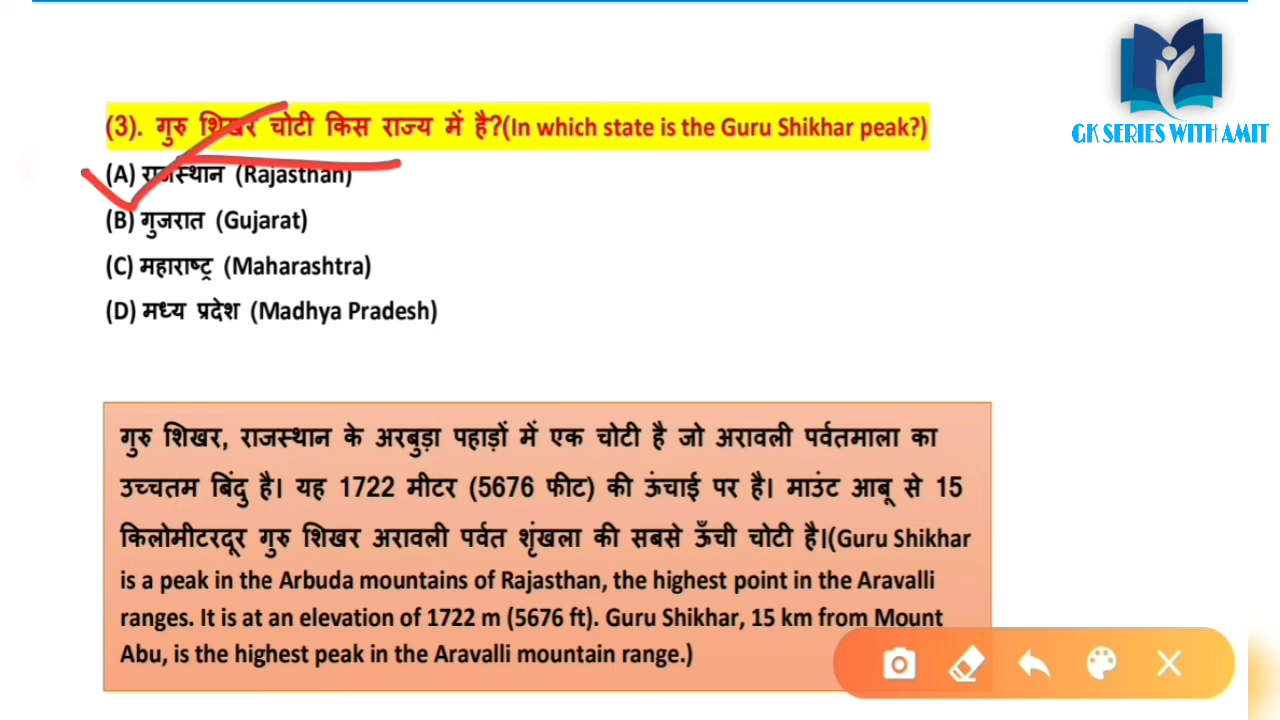 GK SERIES WITH AMIT
(3). गुरु शिखर चोटी किस राज्य में है?(In which state is the Guru Shikhar peak?)
(A) राजस्थान (Rajasthan)
(B) गुजरात (Gujarat)
(C) महाराष्ट्र (Maharashtra)
(D) मध्य प्रदेश (Madhya Pradesh)
गुरु शिखर, राजस्थान के अरबुड़ा पहाड़ों में एक चोटी है जो अरावली पर्वतमाला का
उच्चतम बिंदु है। यह 1722 मीटर (5676 फीट) की ऊंचाई पर है। माउंट आबू से 15
किलोमीटरदूर गुरु शिखर अरावली पर्वत शृंखला की सबसे ऊँची चोटी है।(Guru Shikhar
is a peak in the Arbuda mountains of Rajasthan, the highest point in the Aravalli
ranges. It is at an elevation of 1722 m (5676 ft). Guru Shikhar, 15 km from Mount
Abu, is the highest peak in the Aravalli mountain range.)